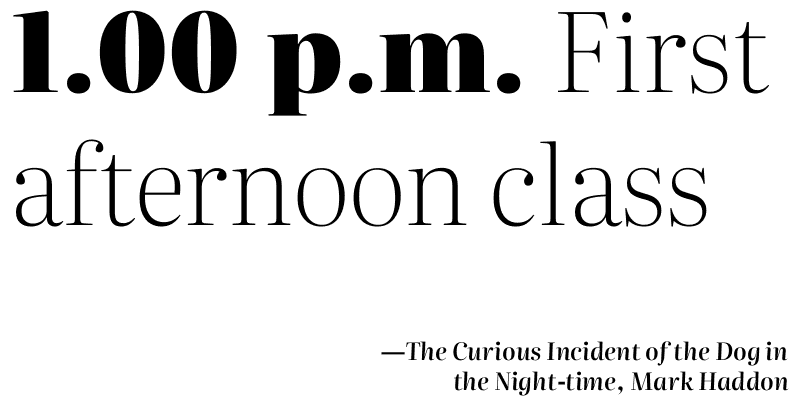 1.00 p.m. First
afternoon class
—The Curious Incident of the Dog in
the Night-time, Mark Haddon